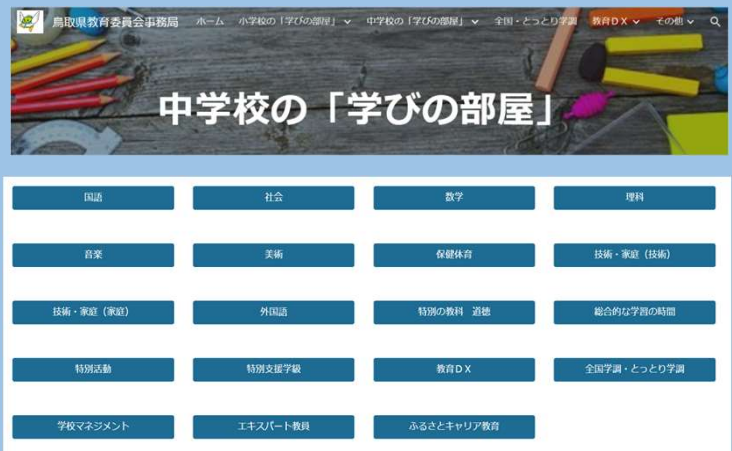 鳥取県教育委員会事務局 ホーム 小学校の「学びの部屋」 中学校の「学びの部屋」 全国・とっとり学調 教育DX その他
中学校の「学びの部屋」
国語 社会 数学 理科
音楽 美術 保健体育 技術・家庭（技術）
技術・家庭（家庭） 外国語 特別の教科 道徳 総合的な学習の時間
特別活動 特別支援学級 教育DX 全国学調・とっとり学調
学校マネジメント エキスパート教員 ふるさとキャリア教育